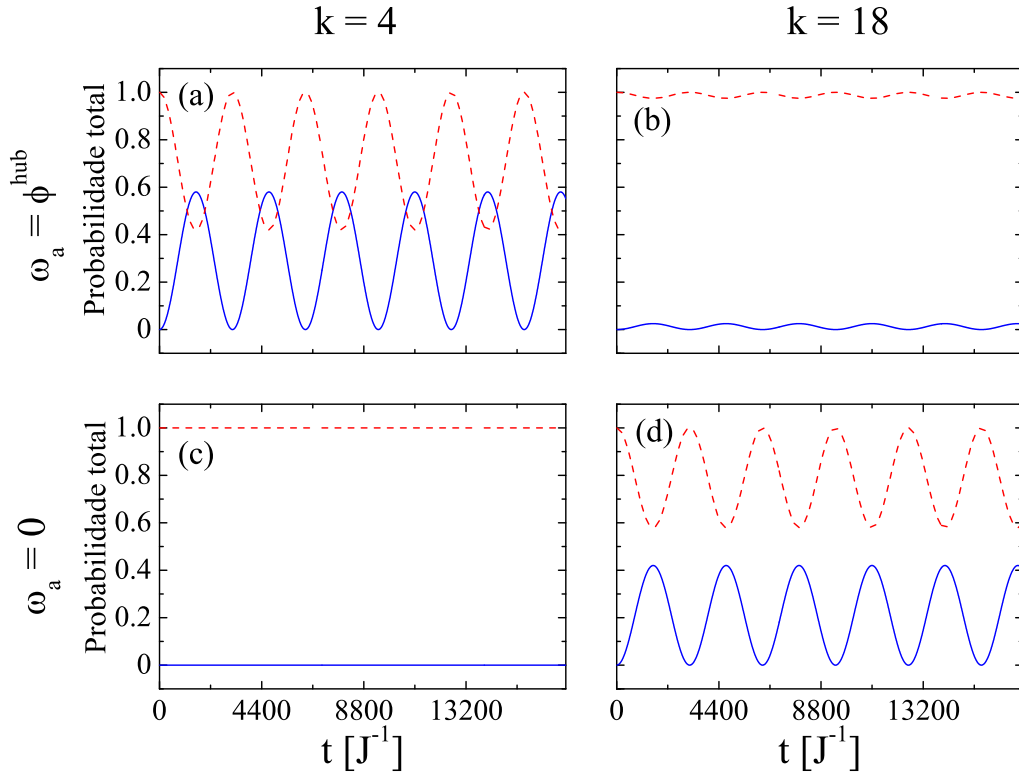 k = 4
k = 18
ω_a = ϕ^hub
Probabilidade total
1.0
0.8
0.6
0.4
0.2
0
(a)
(b)
ω_a = 0
Probabilidade total
1.0
0.8
0.6
0.4
0.2
0
(c)
(d)
0 4400 8800 13200
0 4400 8800 13200
t [J^-1]
t [J^-1]